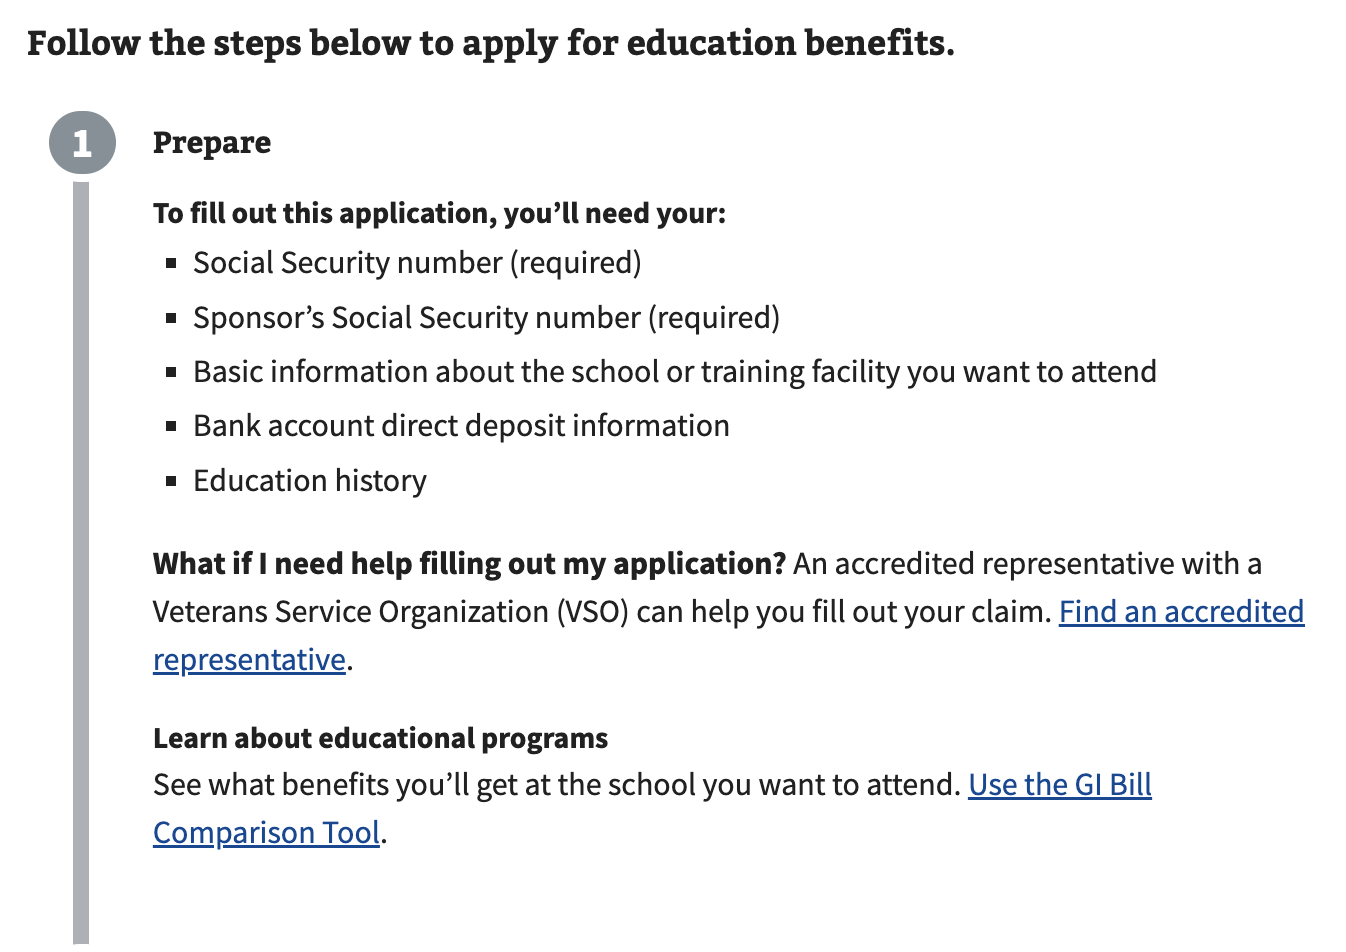 Follow the steps below to apply for education benefits.
1
Prepare
To fill out this application, you’ll need your:
▪ Social Security number (required)
▪ Sponsor’s Social Security number (required)
▪ Basic information about the school or training facility you want to attend
▪ Bank account direct deposit information
▪ Education history
What if I need help filling out my application? An accredited representative with a
Veterans Service Organization (VSO) can help you fill out your claim. Find an accredited
representative.
Learn about educational programs
See what benefits you’ll get at the school you want to attend. Use the GI Bill
Comparison Tool.